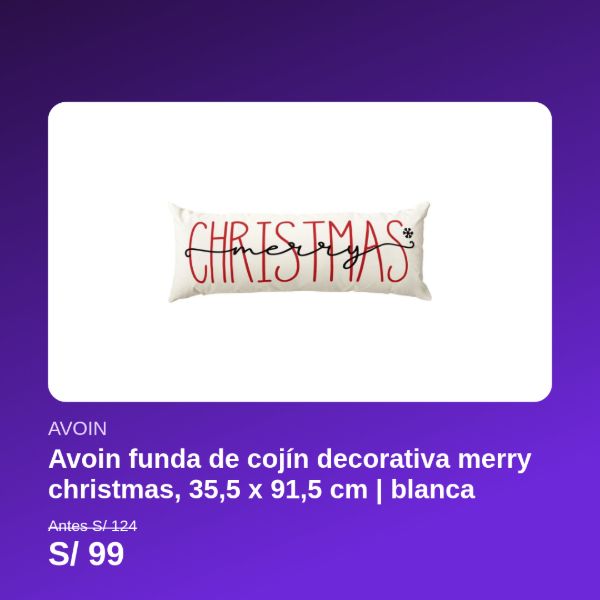 CHRISTMAS
merry
AVOIN
Avoin funda de cojín decorativa merry
christmas, 35,5 x 91,5 cm | blanca
Antes S/ 124
S/ 99